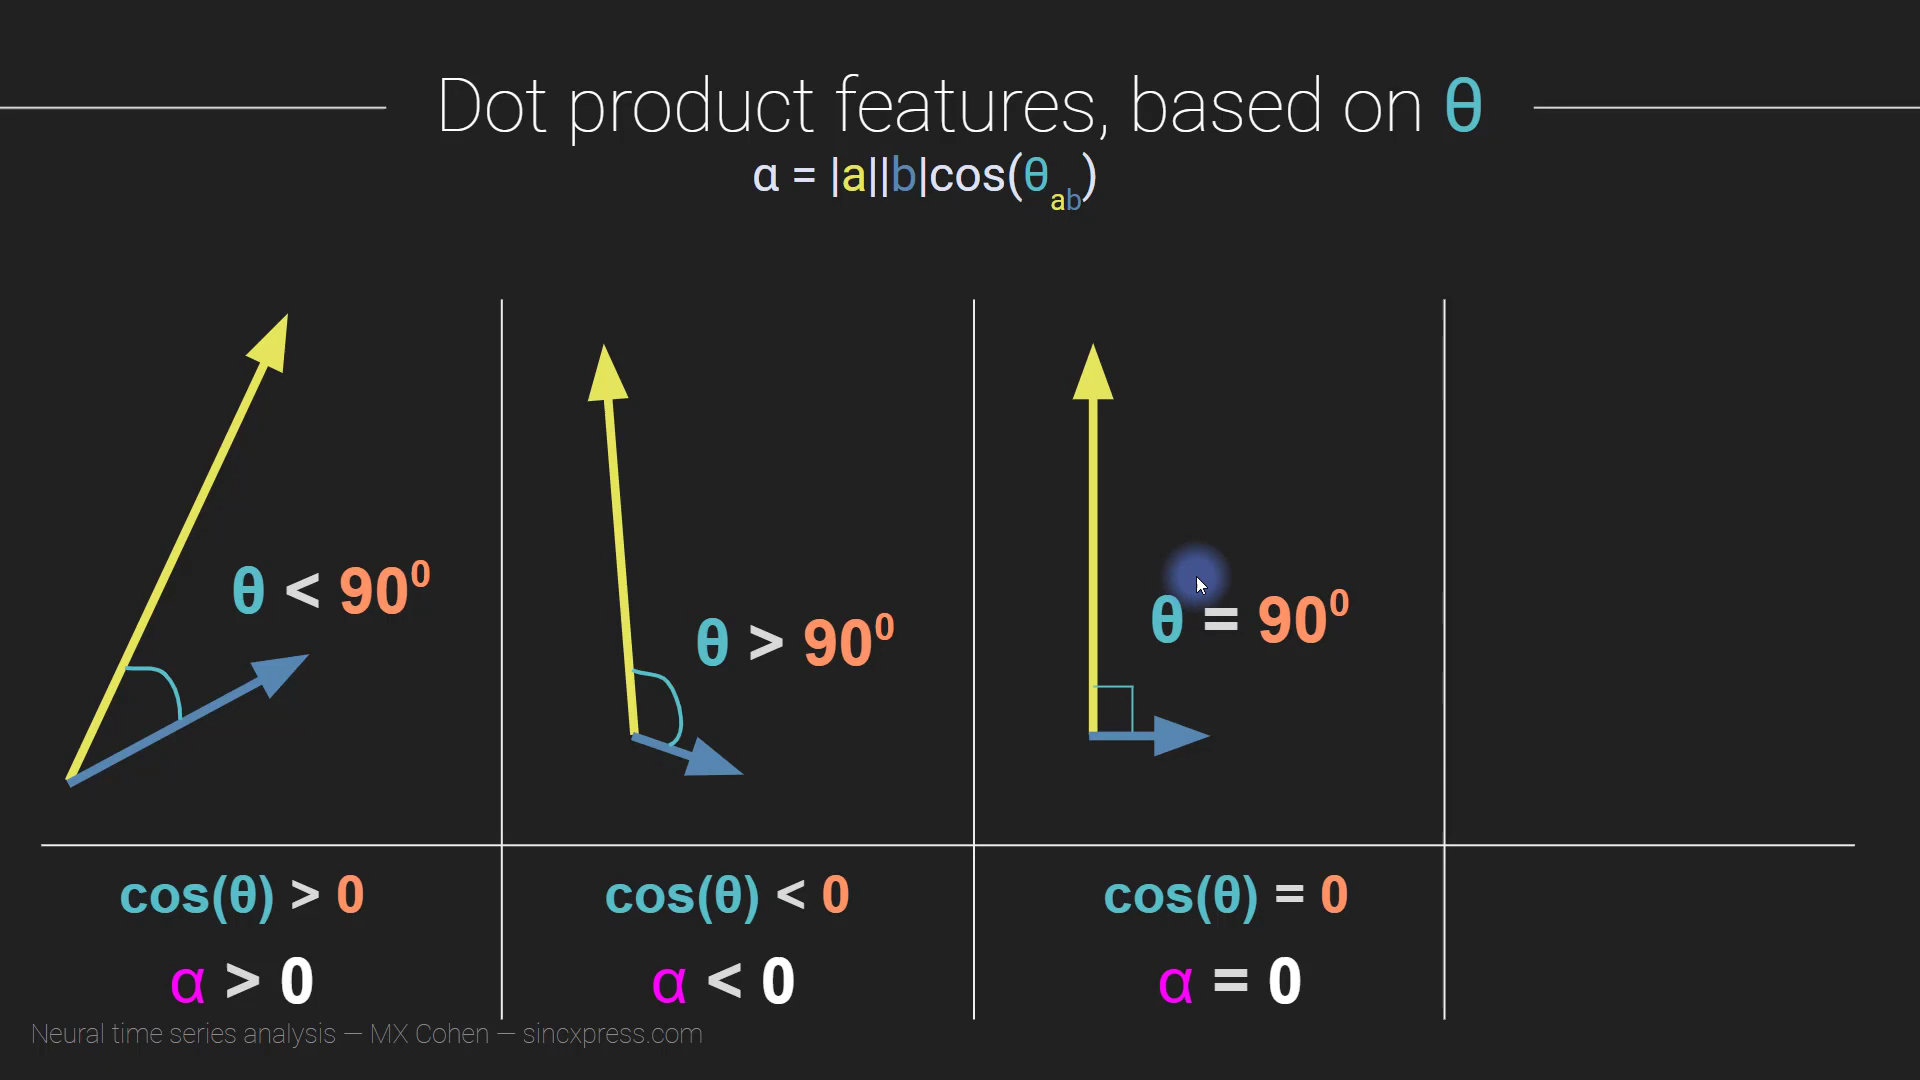 Dot product features, based on θ
α = |a||b|cos(θab)
θ < 90⁰
θ > 90⁰
θ = 90⁰
cos(θ) > 0
cos(θ) < 0
cos(θ) = 0
α > 0
α < 0
α = 0
Neural time series analysis — MX Cohen — sincxpress.com